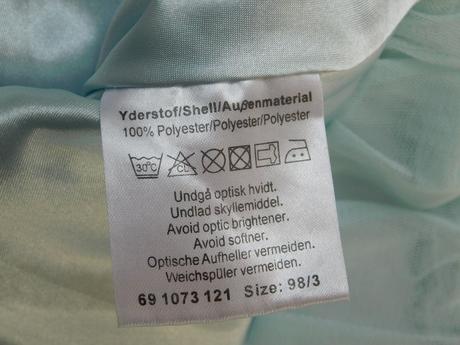 Yderstof/Shell/Außenmaterial
100% Polyester/Polyester/Polyester
30°C CL
Undgå optisk hvidt.
Undlad skyllemiddel.
Avoid optic brightener.
Avoid softner.
Optische Aufheller vermeiden.
Weichspüler vermeiden.
69 1073 121 Size: 98/3